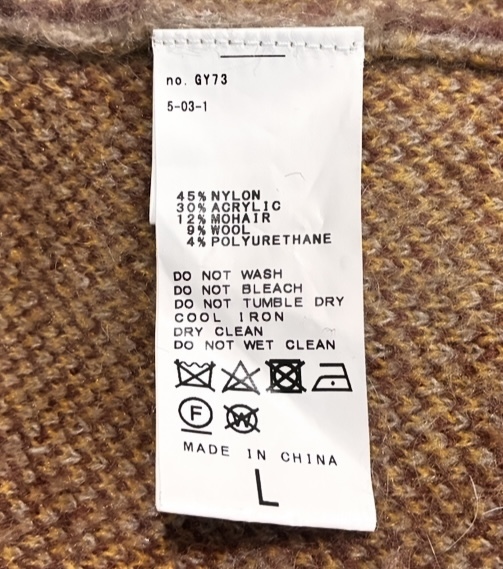 no. GY73
5-03-1
45% NYLON
30% ACRYLIC
12% MOHAIR
9% WOOL
4% POLYURETHANE
DO NOT WASH
DO NOT BLEACH
DO NOT TUMBLE DRY
COOL IRON
DRY CLEAN
DO NOT WET CLEAN
F W
MADE IN CHINA
L